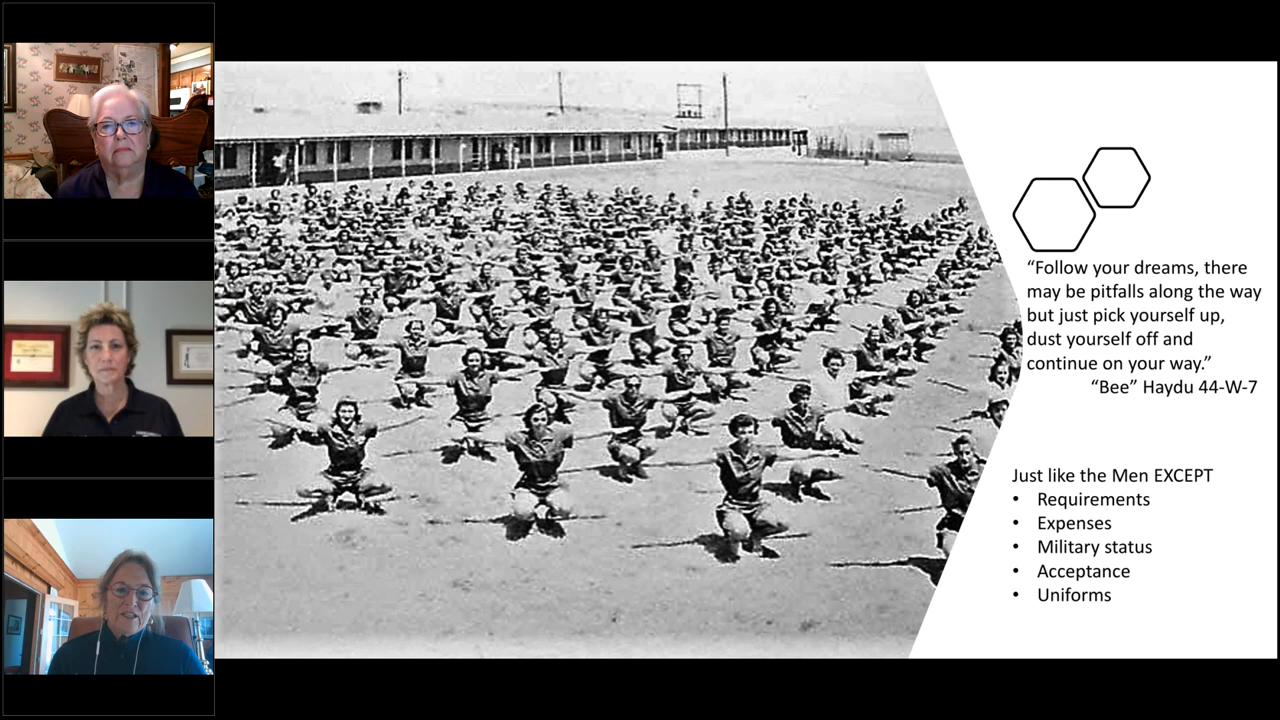 “Follow your dreams, there
may be pitfalls along the way
but just pick yourself up,
dust yourself off and
continue on your way.”
“Bee” Haydu 44-W-7
Just like the Men EXCEPT
• Requirements
• Expenses
• Military status
• Acceptance
• Uniforms